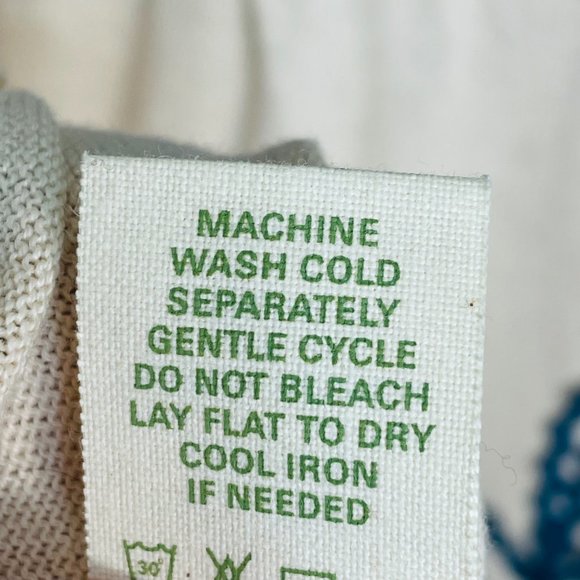 MACHINE
WASH COLD
SEPARATELY
GENTLE CYCLE
DO NOT BLEACH
LAY FLAT TO DRY
COOL IRON
IF NEEDED
30°